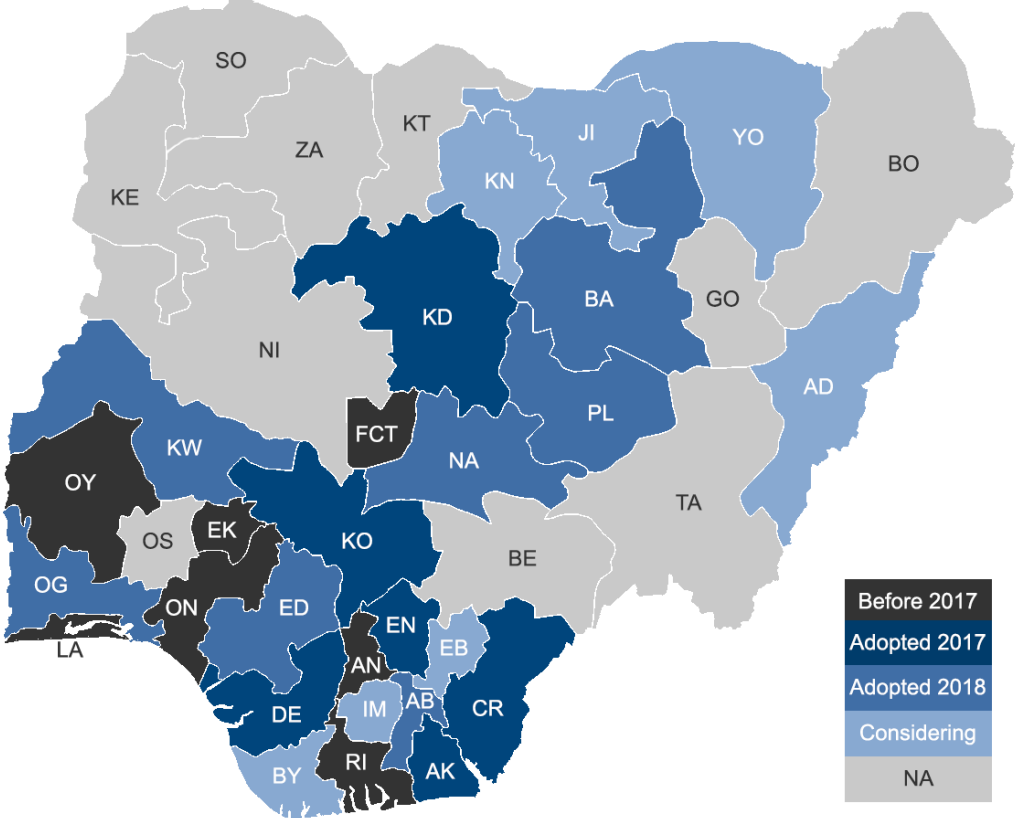 SO
KT
ZA
JI
YO
BO
KN
KE
BA
GO
KD
NI
AD
PL
FCT
KW
NA
OY
TA
EK
OS
KO
BE
OG
ON
ED
EN
LA
EB
AN
AB
IM
CR
DE
RI
AK
BY
Before 2017
Adopted 2017
Adopted 2018
Considering
NA